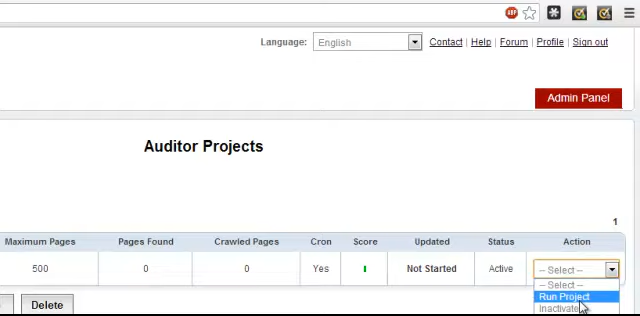 ABP
Language: English Contact | Help | Forum | Profile | Sign out
Admin Panel
Auditor Projects
1
Maximum Pages Pages Found Crawled Pages Cron Score Updated Status Action
500 0 0 Yes Not Started Active -- Select --
-- Select --
Run Project
Inactivate
Delete